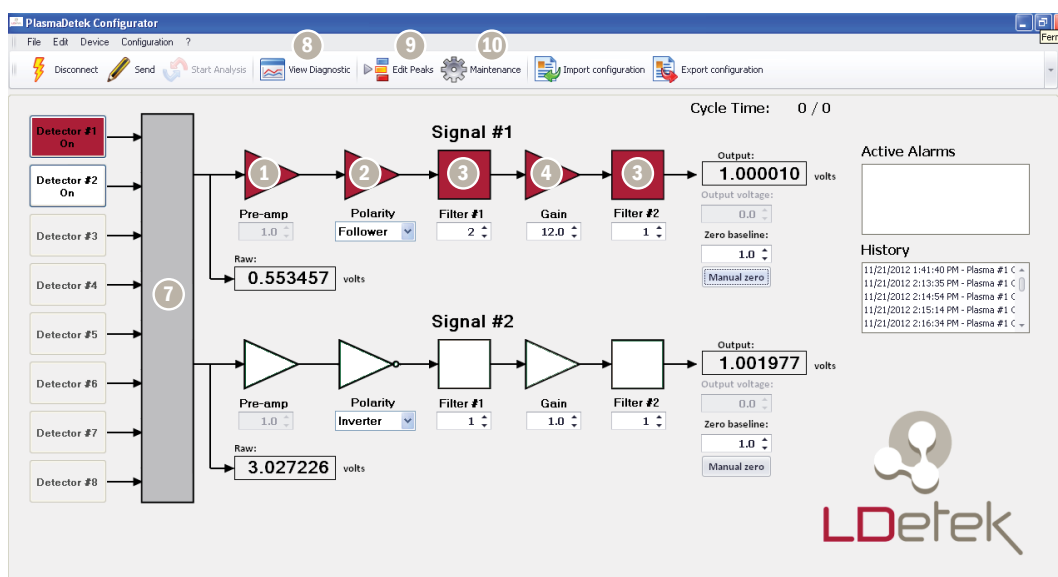 PlasmaDetek Configurator
File Edit Device Configuration ?
8 9 10
Disconnect Send Start Analysis View Diagnostic Edit Peaks Maintenance Import configuration Export configuration
Cycle Time: 0 / 0
Detector #1
On
Detector #2
On
Detector #3
Detector #4
Detector #5
Detector #6
Detector #7
Detector #8
7
Signal #1
1 2 3 4 3
Pre-amp Polarity Filter #1 Gain Filter #2
1.0 Follower 2 12.0 1
Raw:
0.553457 volts
Output:
1.000010 volts
Output voltage:
0.0
Zero baseline:
1.0
Manual zero
Signal #2
Pre-amp Polarity Filter #1 Gain Filter #2
1.0 Inverter 1 1.0 1
Raw:
3.027226 volts
Output:
1.001977 volts
Output voltage:
0.0
Zero baseline:
1.0
Manual zero
Active Alarms
History
11/21/2012 1:41:40 PM - Plasma #1 C
11/21/2012 2:13:35 PM - Plasma #1 C
11/21/2012 2:14:54 PM - Plasma #1 C
11/21/2012 2:15:14 PM - Plasma #1 C
11/21/2012 2:16:34 PM - Plasma #1 C
LDetek